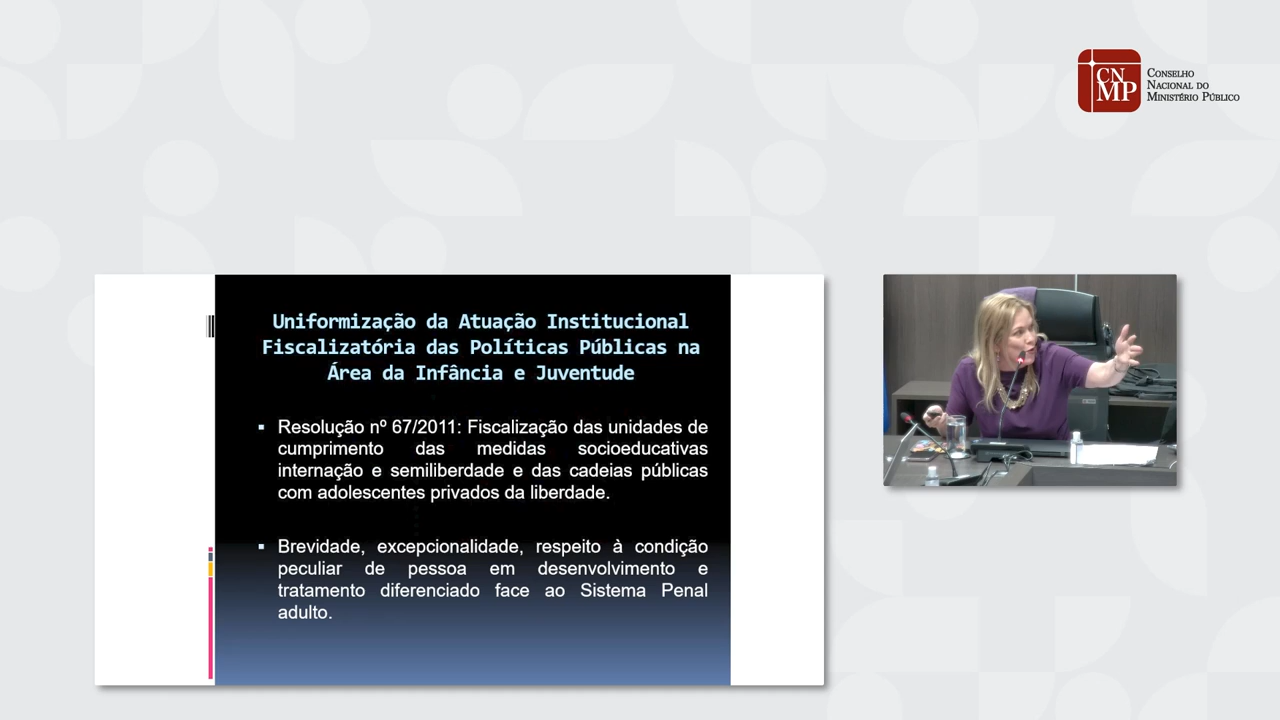 CN
MP
Conselho
Nacional do
Ministério Público
Uniformização da Atuação Institucional
Fiscalizatória das Políticas Públicas na
Área da Infância e Juventude
▪ Resolução nº 67/2011: Fiscalização das unidades de
cumprimento das medidas socioeducativas
internação e semiliberdade e das cadeias públicas
com adolescentes privados da liberdade.
▪ Brevidade, excepcionalidade, respeito à condição
peculiar de pessoa em desenvolvimento e
tratamento diferenciado face ao Sistema Penal
adulto.